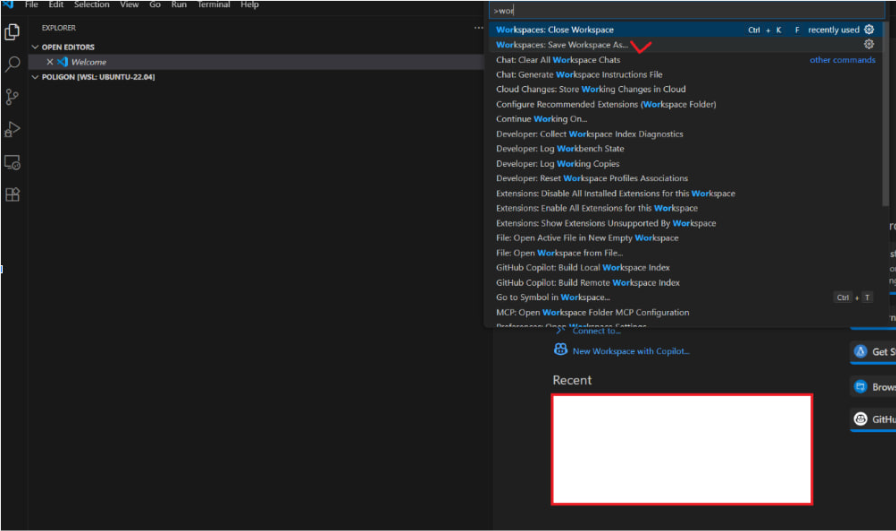 File Edit Selection View Go Run Terminal Help
>wor
EXPLORER
OPEN EDITORS
Welcome
POLIGON [WSL: UBUNTU-22.04]
Workspaces: Close Workspace Ctrl + K F recently used
Workspaces: Save Workspace As...
Chat: Clear All Workspace Chats other commands
Chat: Generate Workspace Instructions File
Cloud Changes: Store Working Changes in Cloud
Configure Recommended Extensions (Workspace Folder)
Continue Working On...
Developer: Collect Workspace Index Diagnostics
Developer: Log Workbench State
Developer: Log Working Copies
Developer: Reset Workspace Profiles Associations
Extensions: Disable All Installed Extensions for this Workspace
Extensions: Enable All Extensions for this Workspace
Extensions: Show Extensions Unsupported By Workspace
File: Open Active File in New Empty Workspace
File: Open Workspace from File...
GitHub Copilot: Build Local Workspace Index
GitHub Copilot: Build Remote Workspace Index
Go to Symbol in Workspace... Ctrl + T
MCP: Open Workspace Folder MCP Configuration
Preferences: Open Workspace Settings
Connect to...
New Workspace with Copilot...
Get S
Recent
Brows
GitHu